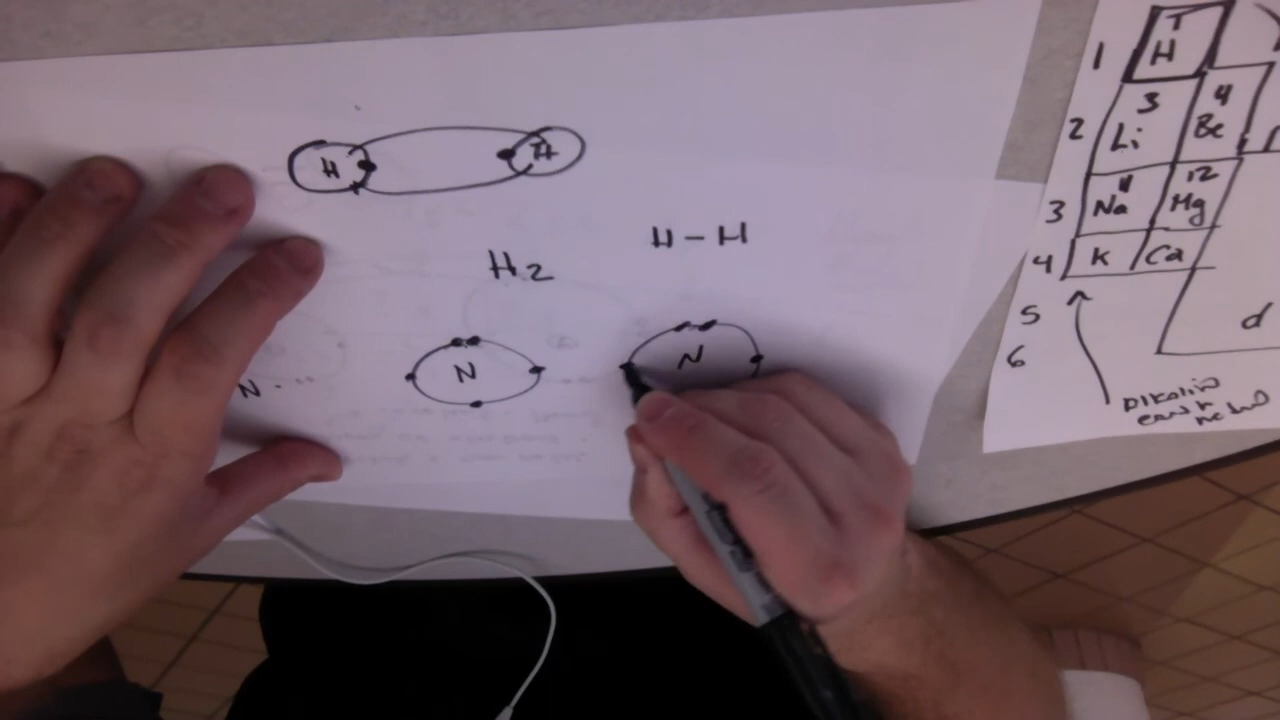 H H
H - H
H2
N N
N ....
1 H
3 4
2 Li Be
11 12
3 Na Mg
4 K Ca
5
6
d